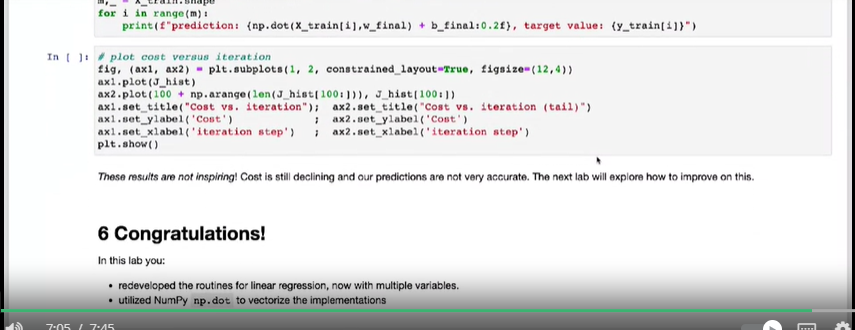 m,_ = X_train.shape
for i in range(m):
    print(f"prediction: {np.dot(X_train[i],w_final) + b_final:0.2f}, target value: {y_train[i]}")
In [ ]: # plot cost versus iteration
fig, (ax1, ax2) = plt.subplots(1, 2, constrained_layout=True, figsize=(12,4))
ax1.plot(J_hist)
ax2.plot(100 + np.arange(len(J_hist[100:])), J_hist[100:])
ax1.set_title("Cost vs. iteration");  ax2.set_title("Cost vs. iteration (tail)")
ax1.set_ylabel('Cost')             ;  ax2.set_ylabel('Cost')
ax1.set_xlabel('iteration step')   ;  ax2.set_xlabel('iteration step')
plt.show()
These results are not inspiring! Cost is still declining and our predictions are not very accurate. The next lab will explore how to improve on this.
6 Congratulations!
In this lab you:
• redeveloped the routines for linear regression, now with multiple variables.
• utilized NumPy np.dot to vectorize the implementations
7:05 / 7:45